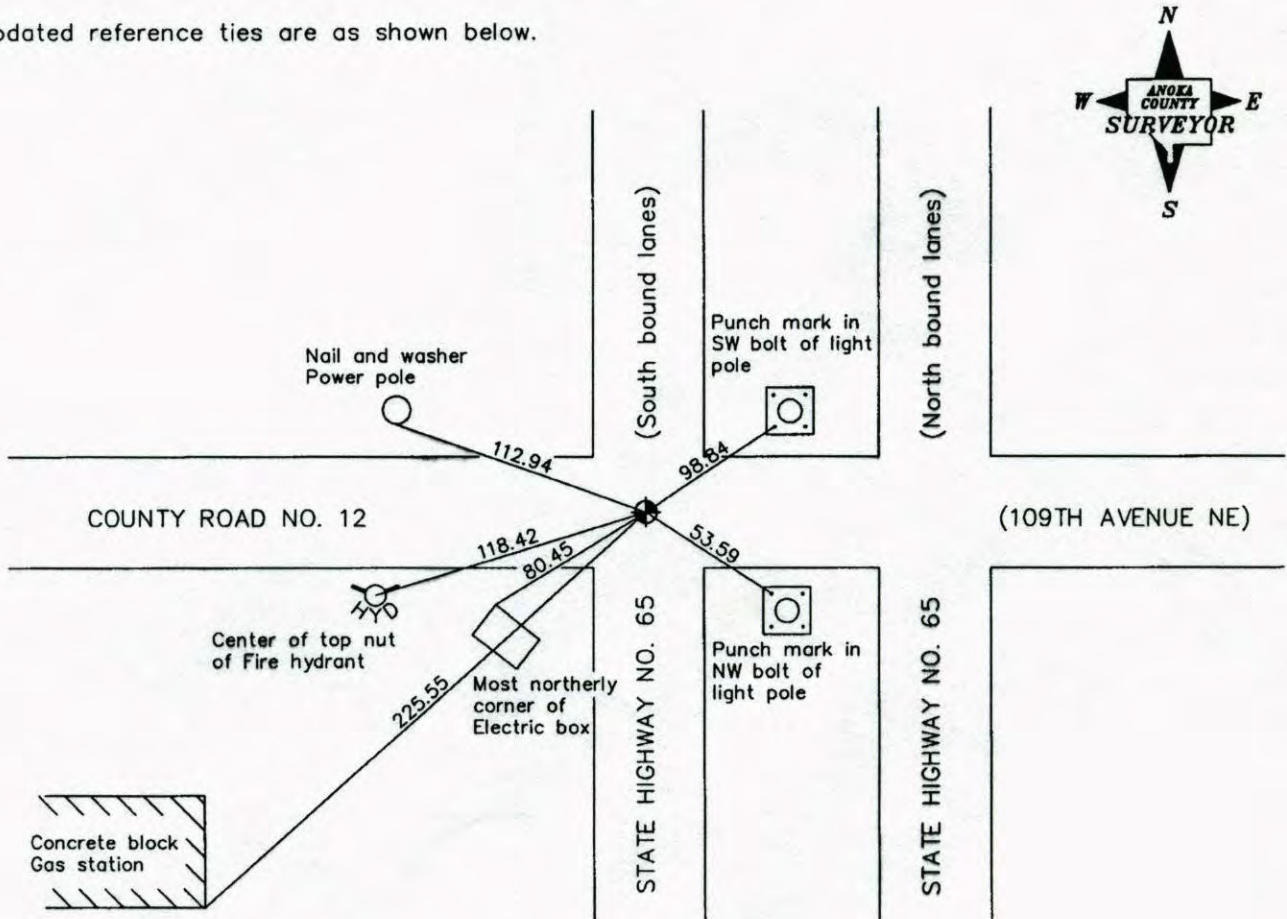 reference ties are as shown below.
N
W
ANOKA
COUNTY
E
SURVEYOR
S
(South bound lanes)
(North bound lanes)
Punch mark in
SW bolt of light
pole
Nail and washer
Power pole
112.94
98.84
COUNTY ROAD NO. 12
(109TH AVENUE NE)
118.42
80.45
53.59
HYD
Center of top nut
of Fire hydrant
Most northerly
corner of
Electric box
225.55
Punch mark in
NW bolt of
light pole
STATE HIGHWAY NO. 65
STATE HIGHWAY NO. 65
Concrete block
Gas station